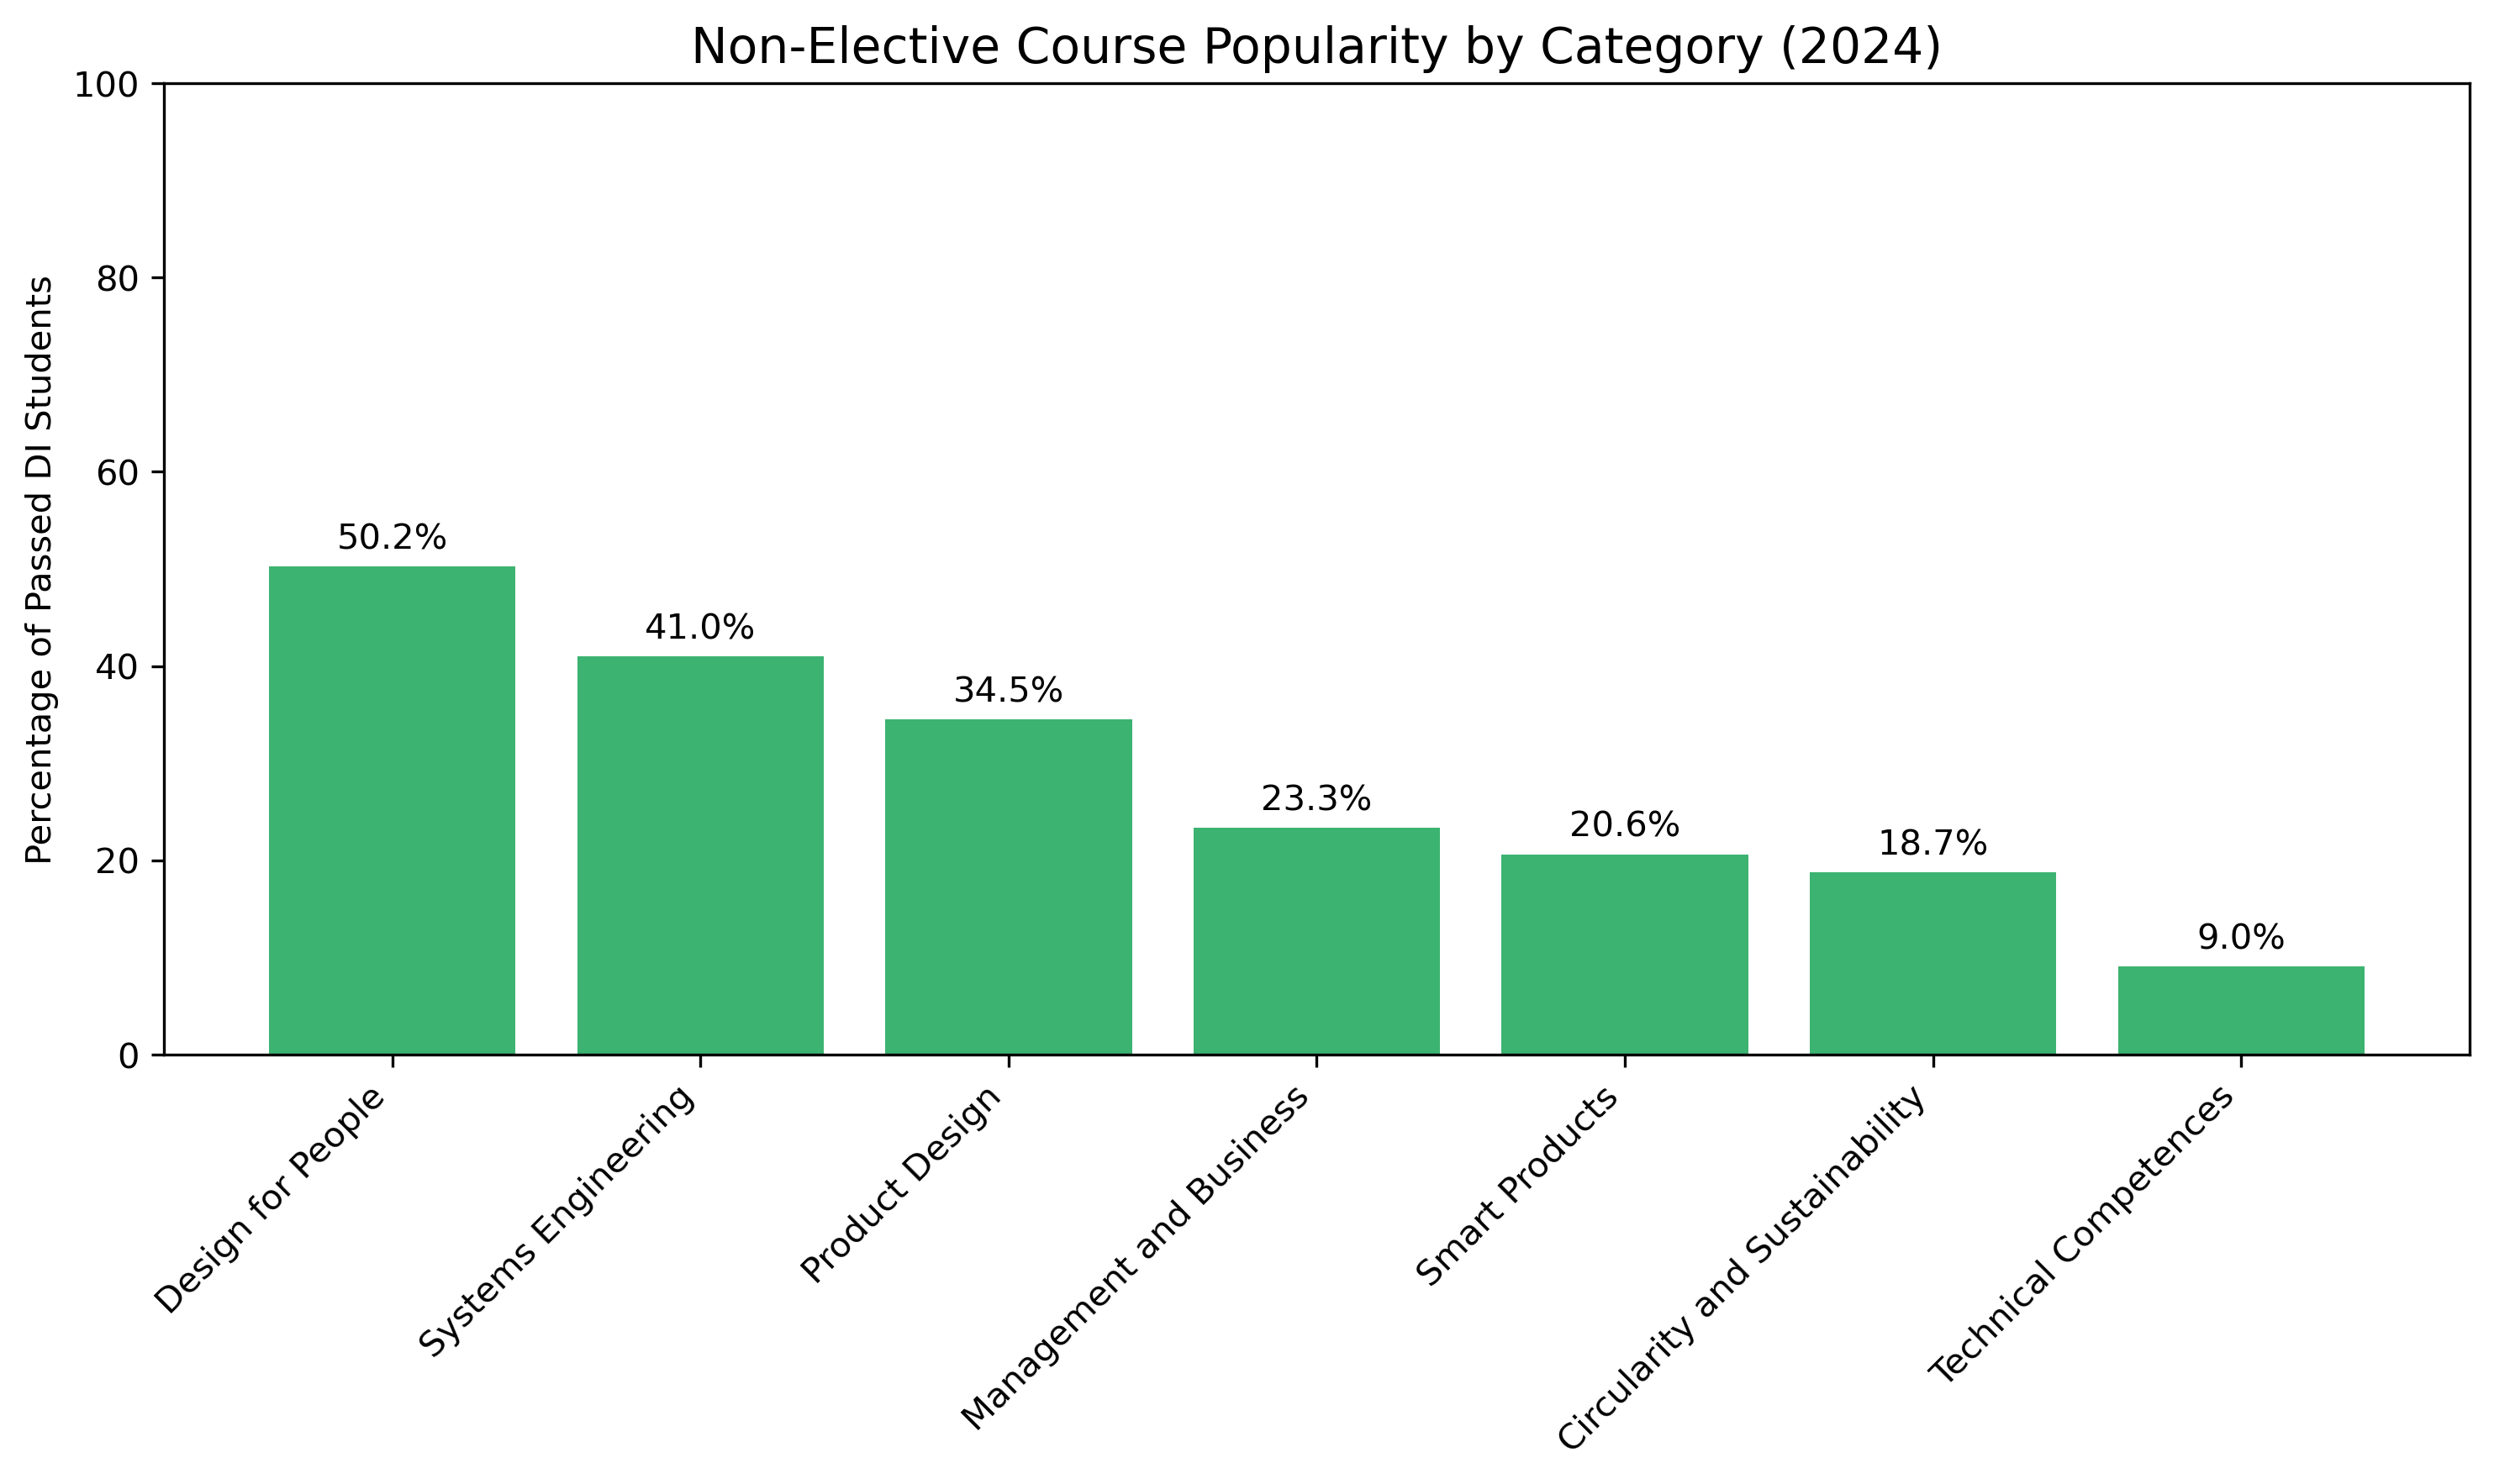 Non-Elective Course Popularity by Category (2024)
Percentage of Passed DI Students
100
80
60
40
20
0
50.2%
41.0%
34.5%
23.3%
20.6%
18.7%
9.0%
Design for People
Systems Engineering
Product Design
Management and Business
Smart Products
Circularity and Sustainability
Technical Competences